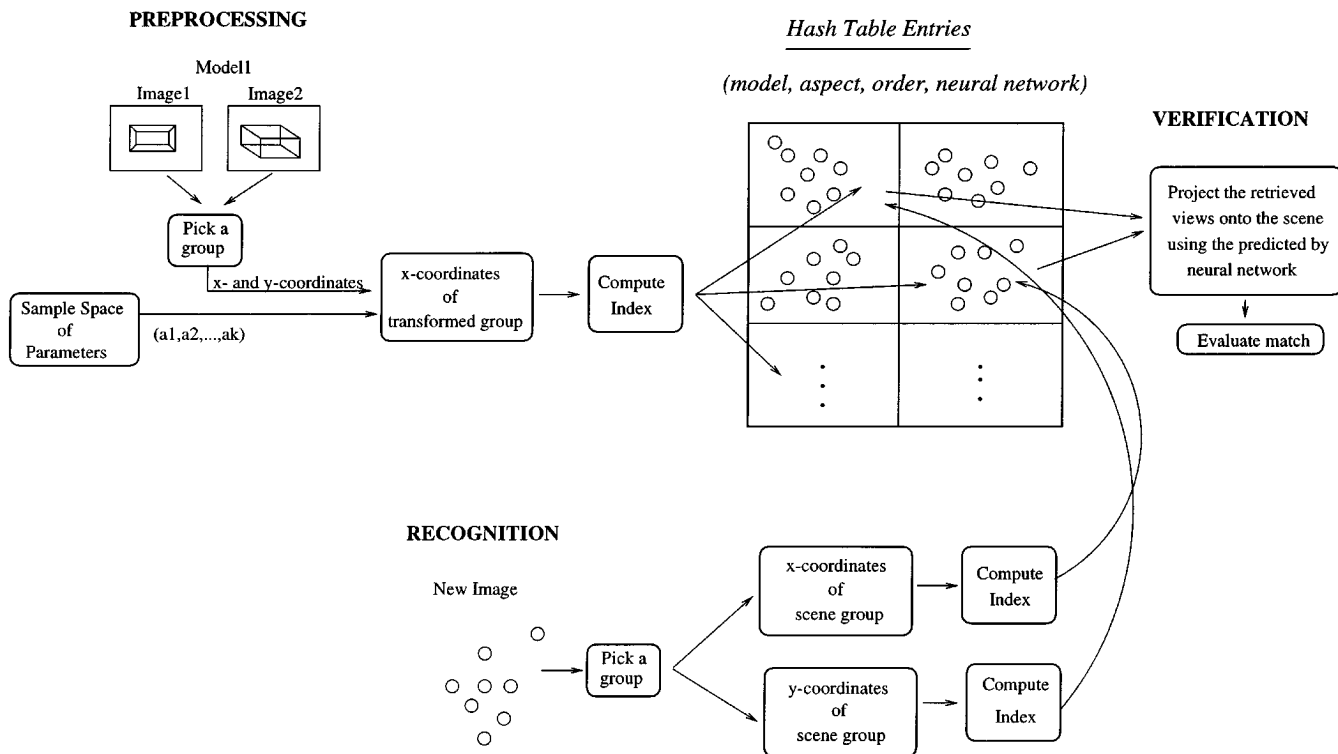 PREPROCESSING
Model1
Image1
Image2
Pick a
group
x- and y-coordinates
Sample Space
of
Parameters
(a1,a2,...,ak)
x-coordinates
of
transformed group
Compute
Index
Hash Table Entries
(model, aspect, order, neural network)
VERIFICATION
Project the retrieved
views onto the scene
using the predicted by
neural network
Evaluate match
RECOGNITION
New Image
Pick a
group
x-coordinates
of
scene group
Compute
Index
y-coordinates
of
scene group
Compute
Index